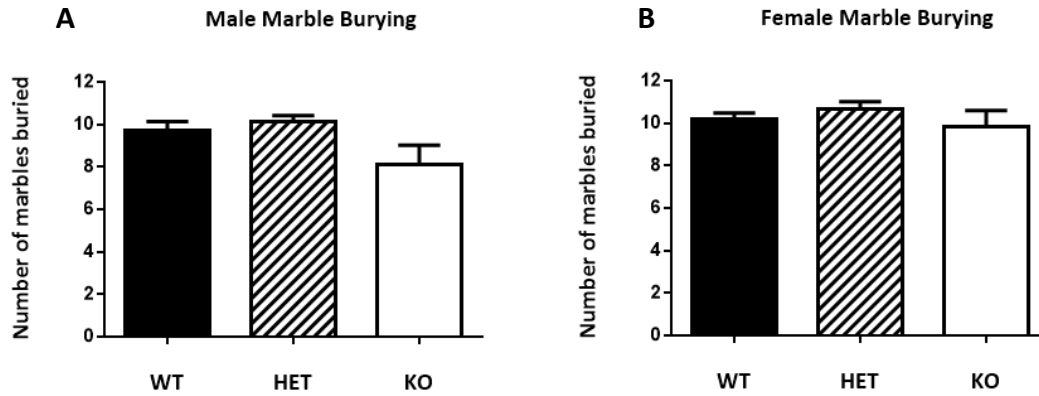 A
Male Marble Burying
Number of marbles buried
12
10
8
6
4
2
0
WT HET KO
B
Female Marble Burying
Number of marbles buried
12
10
8
6
4
2
0
WT HET KO